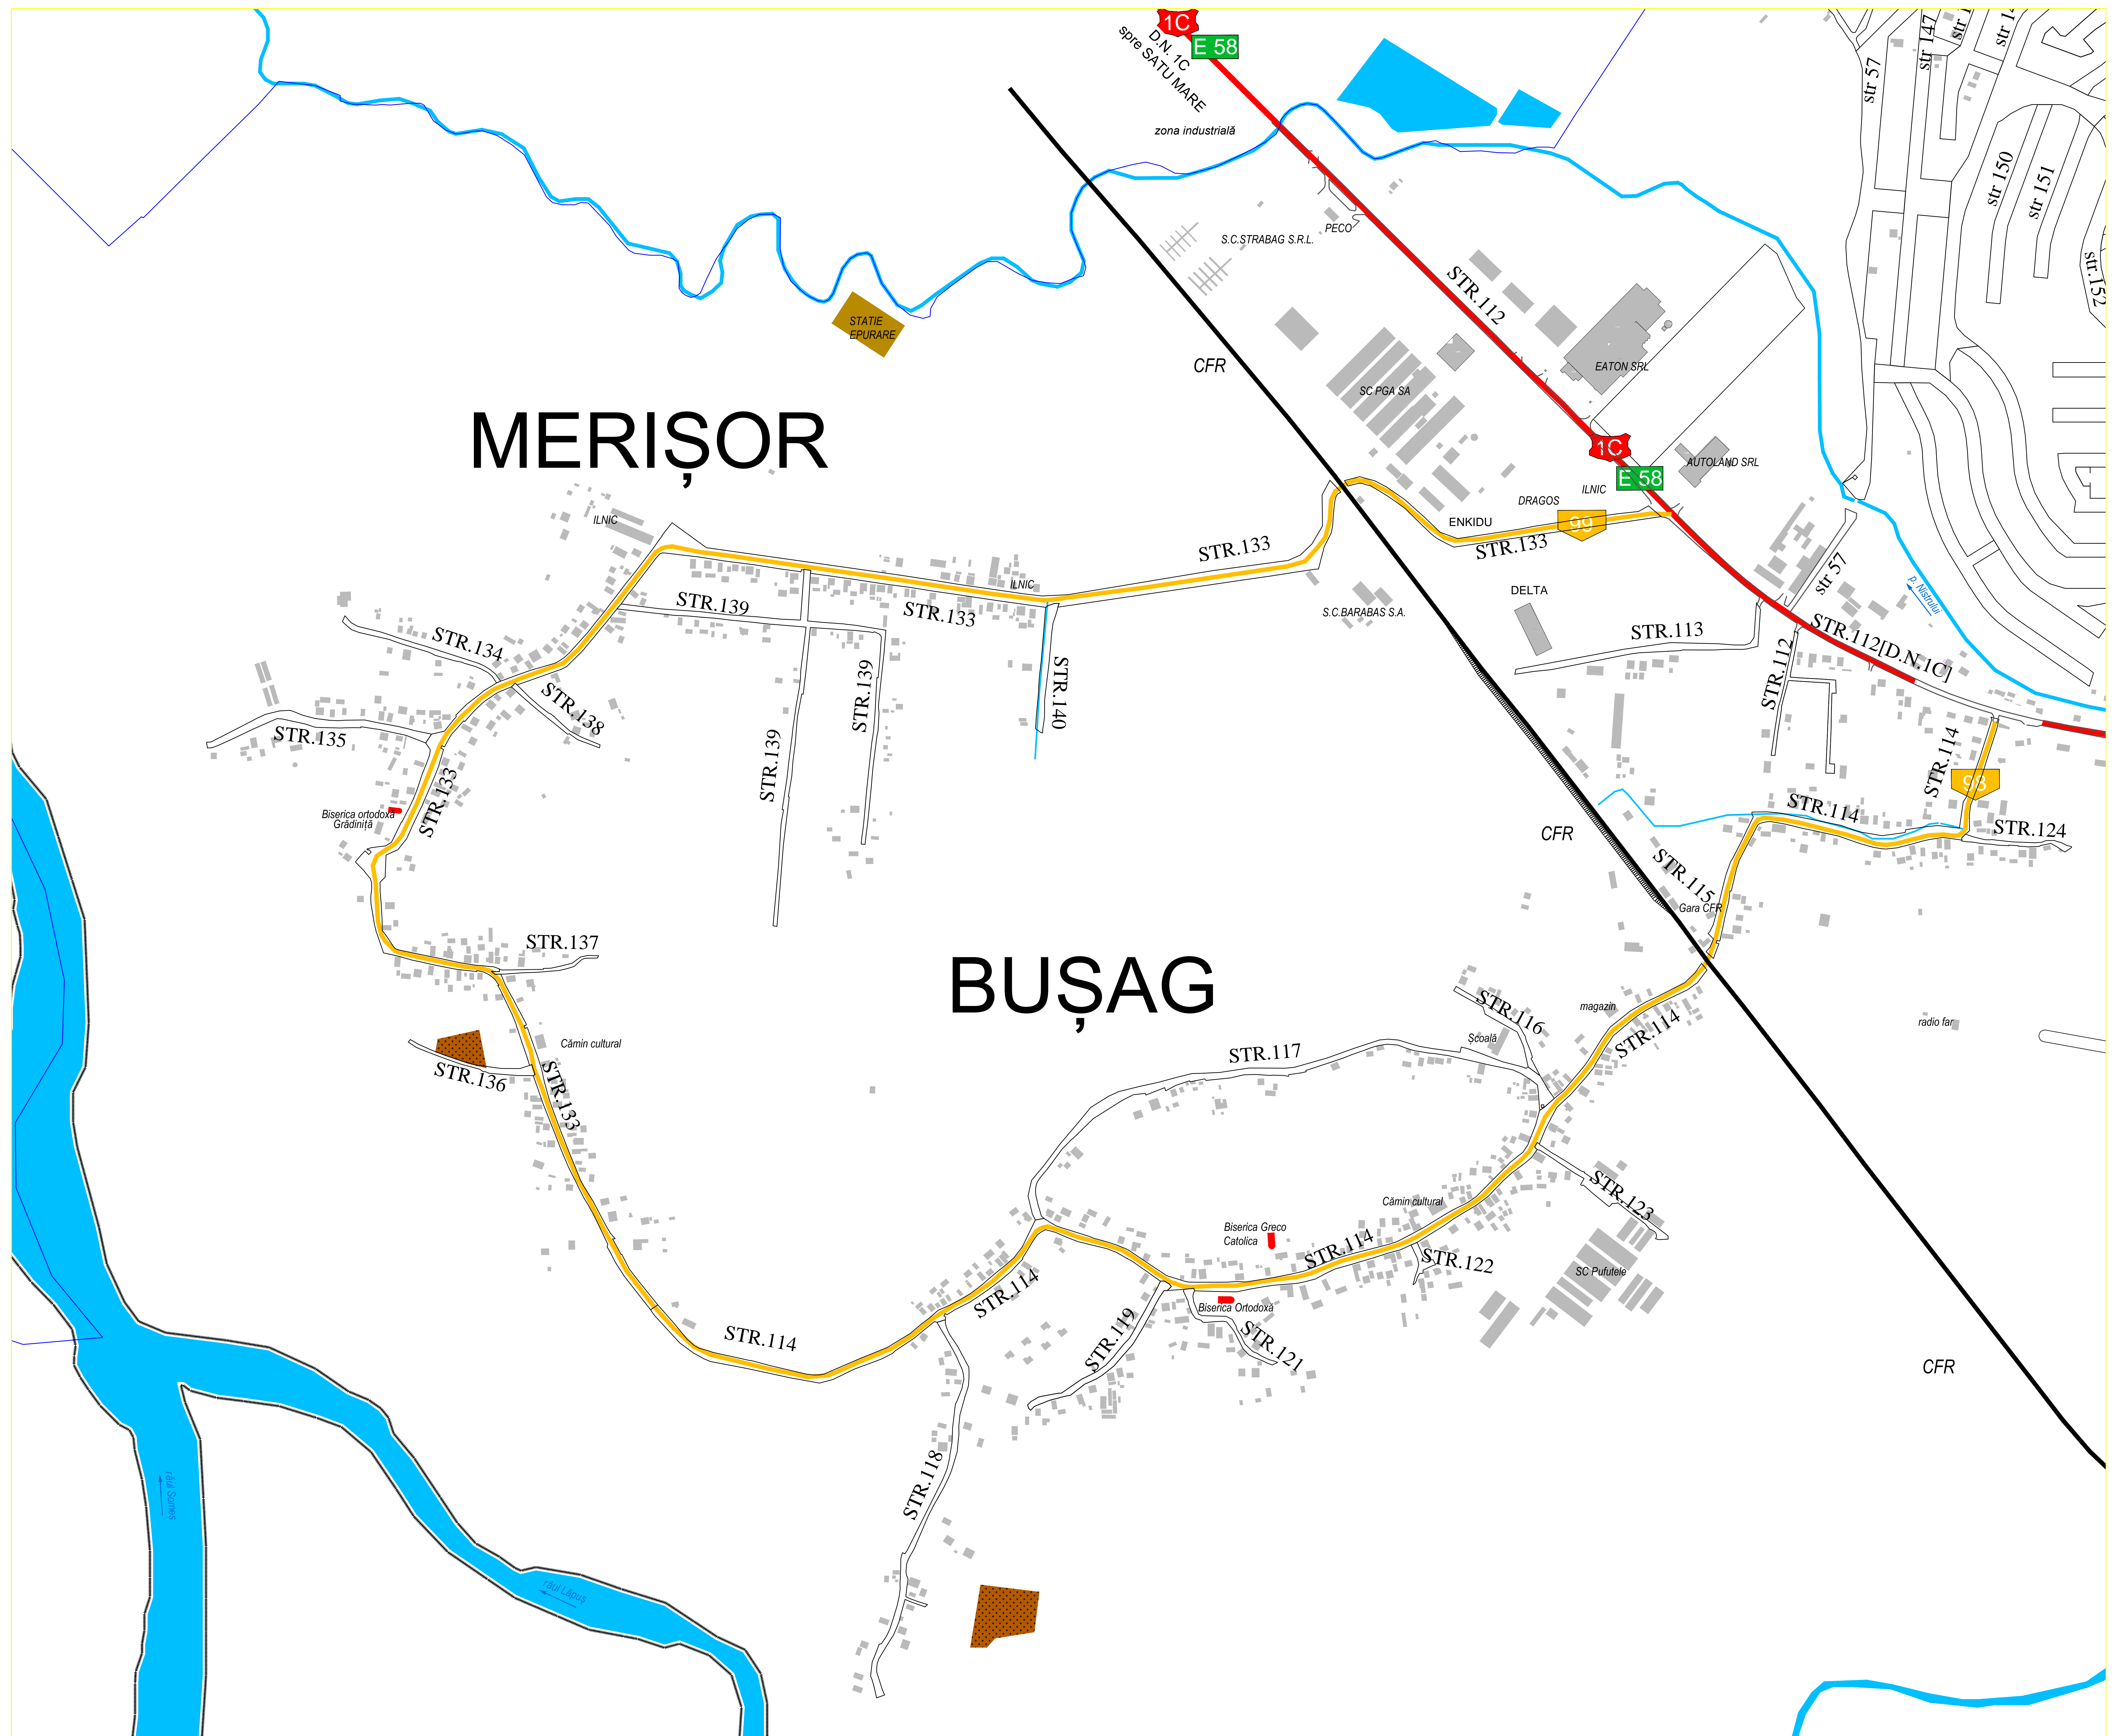 1C
E 58
D.N. 1C
spre SATU MARE
zona industrială
str 57
str 147
str 150
str 151
str.152
PECO
S.C.STRABAG S.R.L.
STR.112
STATIE
EPURARE
CFR
EATON SRL
SC PGA SA
MERIȘOR
1C
E 58
AUTOLAND SRL
ILNIC
DRAGOS
ENKIDU
99
ILNIC
STR.133
STR.133
str 57
ILNIC
DELTA
p. Nistrului
STR.139
STR.133
S.C.BARABAS S.A.
STR.113
STR.112[D.N.1C]
STR.134
STR.138
STR.139
STR.140
STR.112
STR.135
STR.139
STR.114
98
STR.133
Biserica ortodoxă
Grădiniță
STR.114
CFR
STR.124
STR.115
Gara CFR
STR.137
BUȘAG
STR.116
magazin
radio far
STR.114
Școală
Cămin cultural
STR.117
STR.136
STR.133
STR.123
Cămin cultural
Biserica Greco
Catolica
STR.114
STR.122
SC Pufutele
STR.114
Biserica Ortodoxă
STR.114
STR.119
STR.121
CFR
STR.118
râul Someș
râul Lăpuș